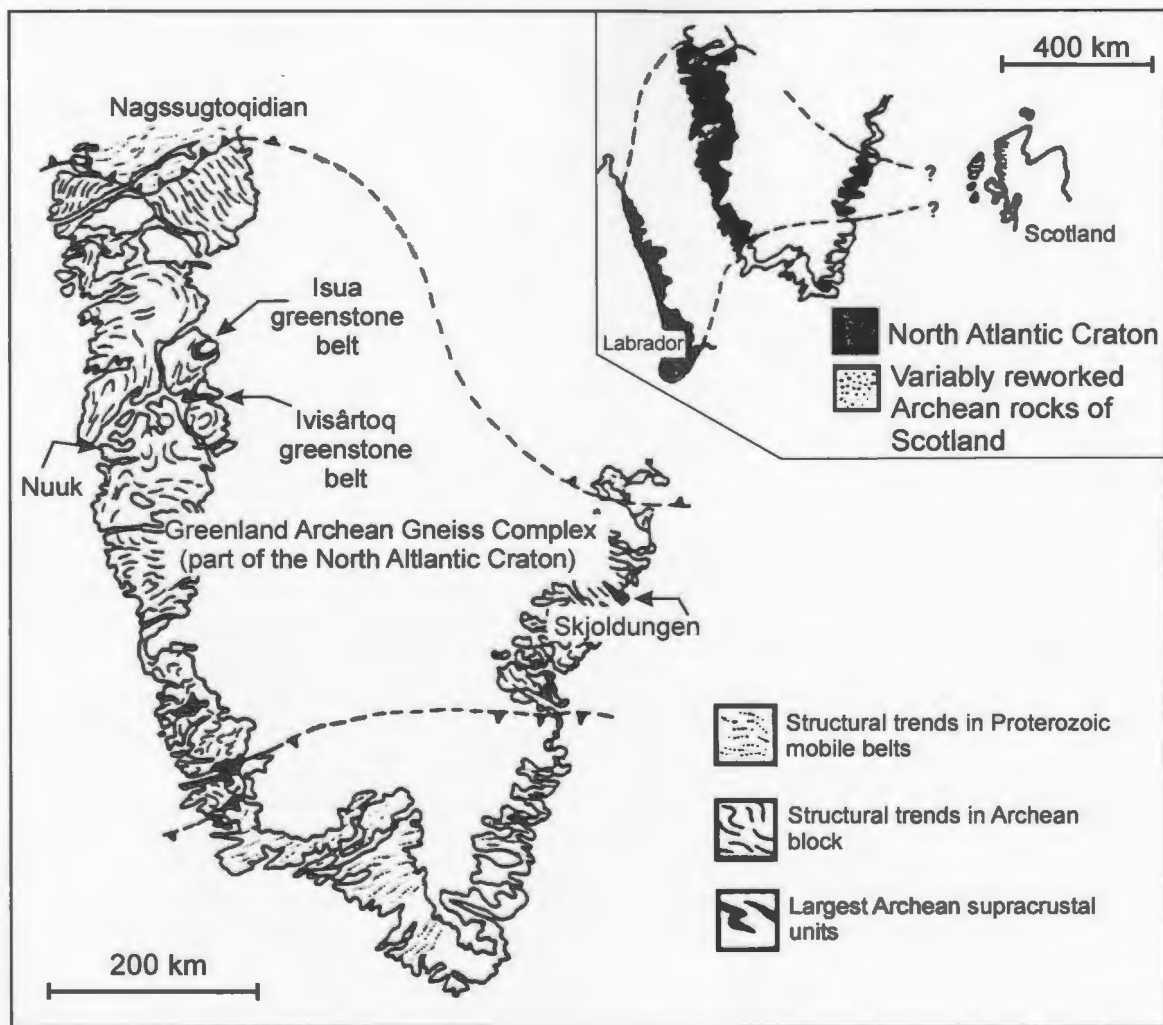 Nagssugtoqidian
Isua
greenstone
belt
Ivisârtoq
greenstone
belt
Nuuk
Greenland Archean Gneiss Complex
(part of the North Altlantic Craton)
Skjoldungen
200 km
Structural trends in Proterozoic
mobile belts
Structural trends in Archean
block
Largest Archean supracrustal
units
400 km
?
?
Scotland
Labrador
North Atlantic Craton
Variably reworked
Archean rocks of
Scotland